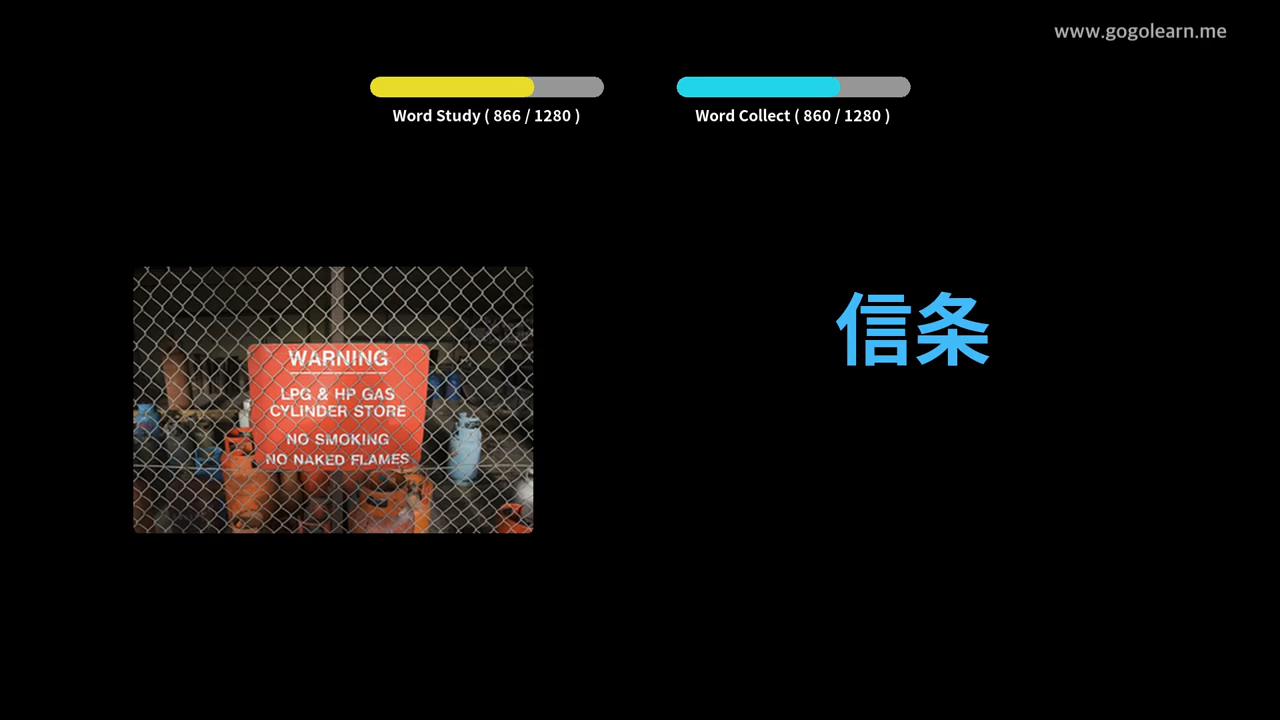 www.gogolearn.me
Word Study ( 866 / 1280 )
Word Collect ( 860 / 1280 )
信条
WARNING
LPG & HP GAS
CYLINDER STORE
NO SMOKING
NO NAKED FLAMES